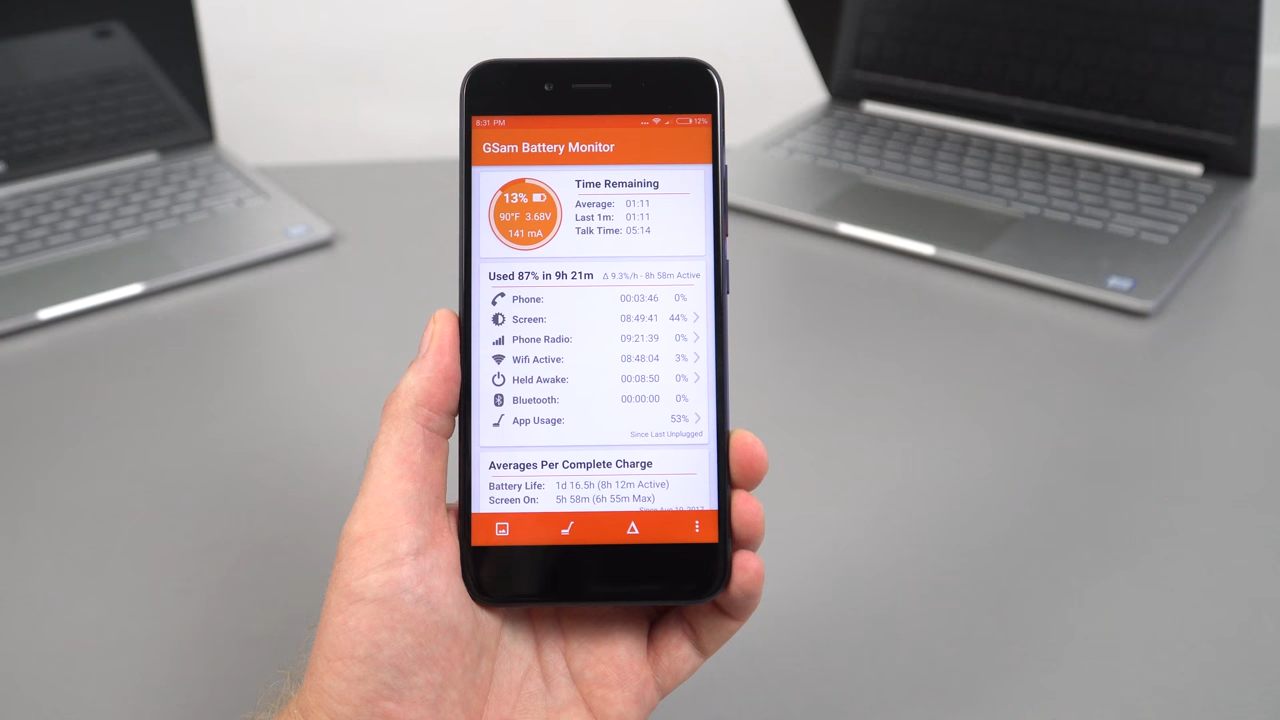 8:31 PM ... 12%
GSam Battery Monitor
13%
90°F 3.68V
141 mA
Time Remaining
Average: 01:11
Last 1m: 01:11
Talk Time: 05:14
Used 87% in 9h 21m Δ 9.3%/h - 8h 58m Active
Phone: 00:03:46 0%
Screen: 08:49:41 44%
Phone Radio: 09:21:39 0%
Wifi Active: 08:48:04 3%
Held Awake: 00:08:50 0%
Bluetooth: 00:00:00 0%
App Usage: 53%
Since Last Unplugged
Averages Per Complete Charge
Battery Life: 1d 16.5h (8h 12m Active)
Screen On: 5h 58m (6h 55m Max)
Since Aug 10, 2017